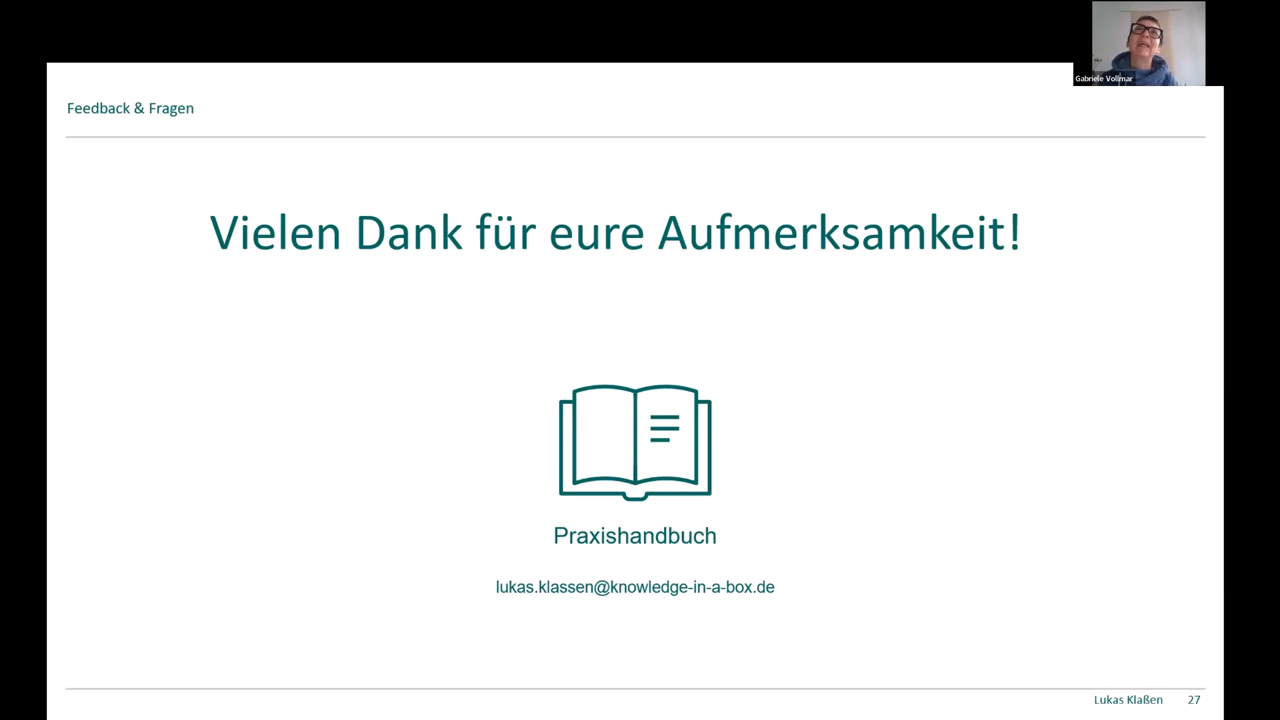 Gabriele Vollmar
Feedback & Fragen
Vielen Dank für eure Aufmerksamkeit!
Praxishandbuch
lukas.klassen@knowledge-in-a-box.de
Lukas Klaßen 27